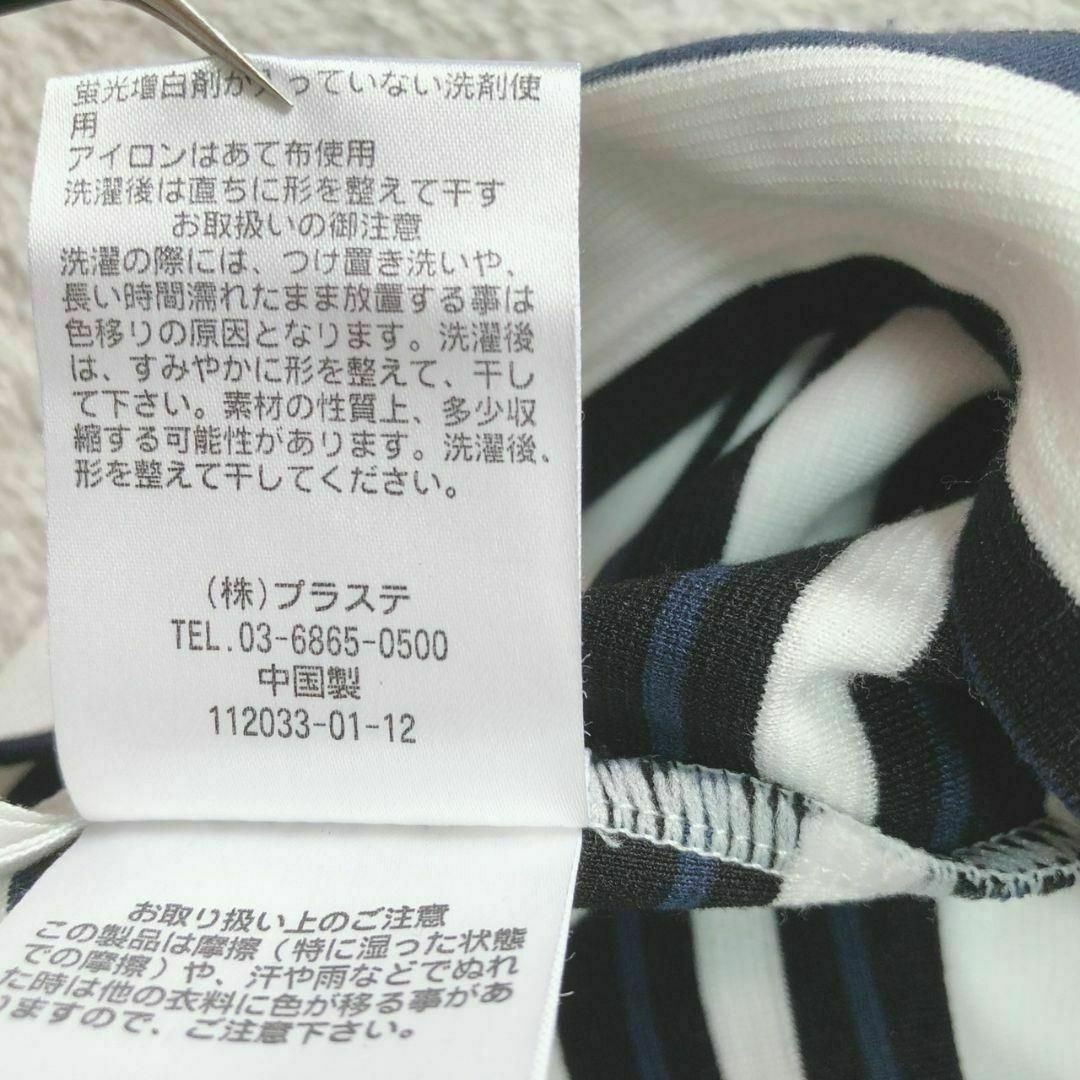 蛍光増白剤が入っていない洗剤使
用
アイロンはあて布使用
洗濯後は直ちに形を整えて干す
お取扱いの御注意
洗濯の際には、つけ置き洗いや、
長い時間濡れたまま放置する事は
色移りの原因となります。洗濯後
は、すみやかに形を整えて、干し
て下さい。素材の性質上、多少収
縮する可能性があります。洗濯後、
形を整えて干してください。
(株)プラステ
TEL.03-6865-0500
中国製
112033-01-12
お取り扱い上のご注意
この製品は摩擦(特に湿った状態
での摩擦)や、汗や雨などでぬれ
た時は他の衣料に色が移る事があ
りますので、ご注意下さい。